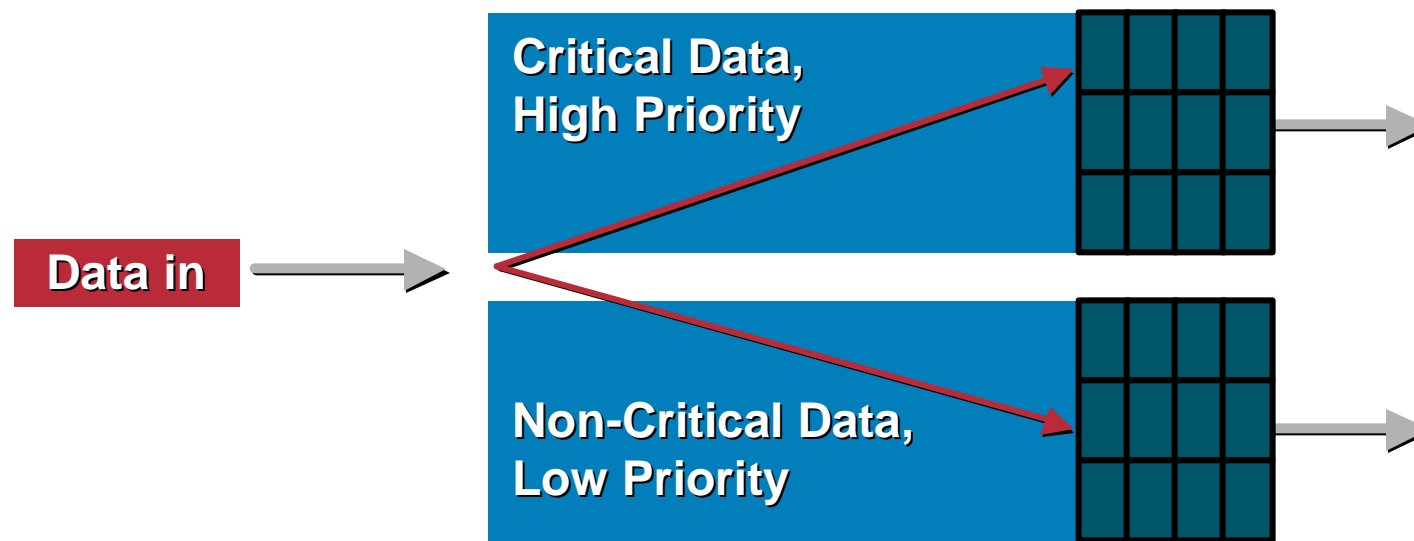 Critical Data,
High Priority
Data in
Non-Critical Data,
Low Priority